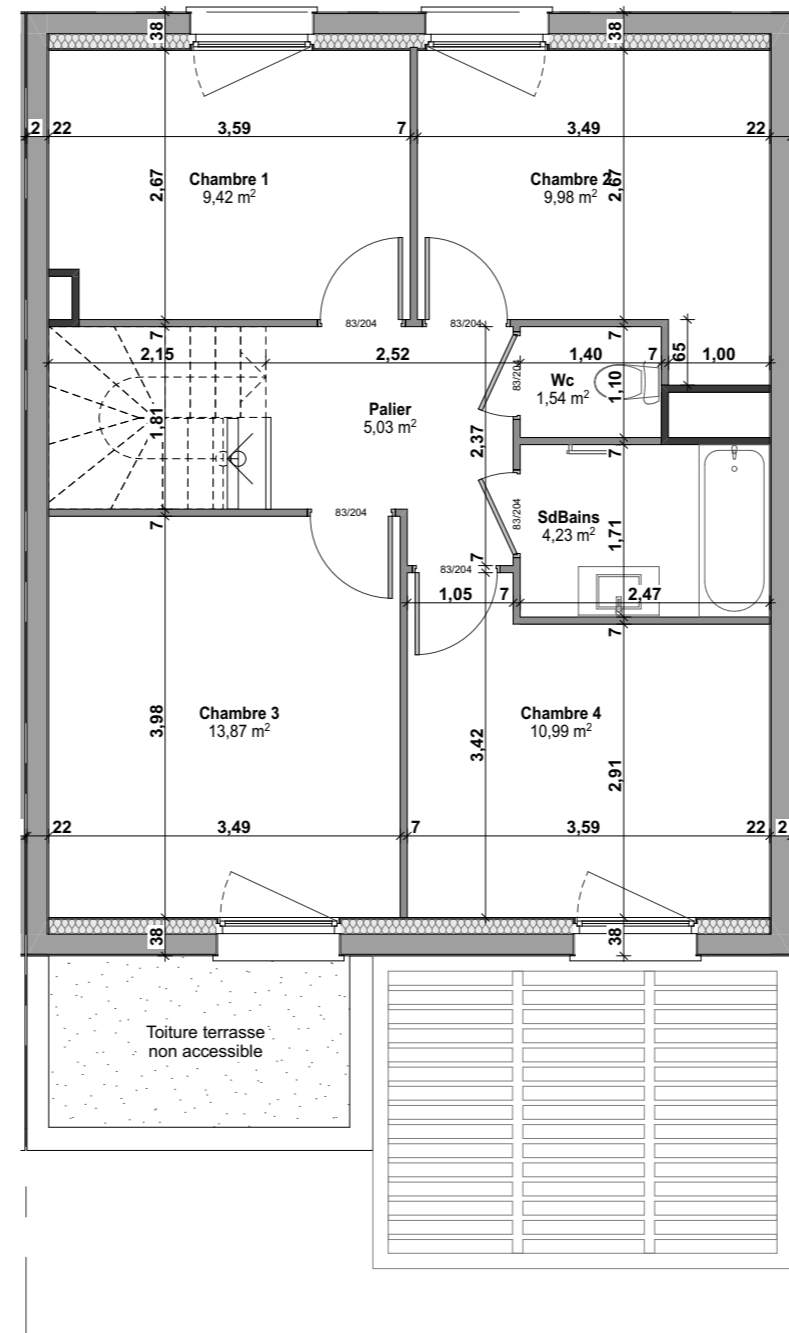 38
38
2
22
3,59
7
3,49
22
Chambre 1
9,42 m²
2,67
Chambre 2
9,98 m²
2,67
83/204
83/204
7
2,15
2,52
1,40
7
65
1,00
7
83/204
Wc
1,54 m²
1,10
Palier
5,03 m²
1,81
2,37
7
83/204
SdBains
4,23 m²
1,71
83/204
7
83/204
7
1,05
7
2,47
7
Chambre 3
13,87 m²
3,98
Chambre 4
10,99 m²
3,42
2,91
22
3,49
7
3,59
22
2
38
38
Toiture terrasse
non accessible